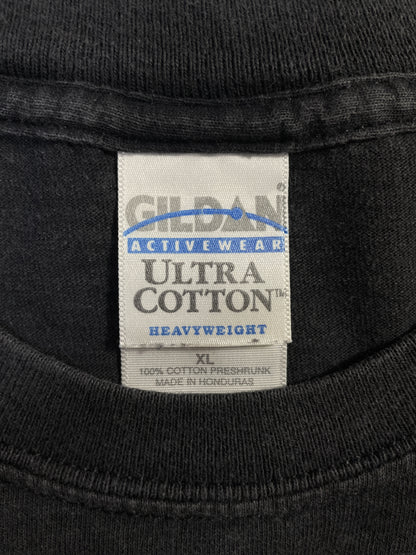 GILDAN®
ACTIVEWEAR
ULTRA
COTTON™
HEAVYWEIGHT
XL
100% COTTON PRESHRUNK
MADE IN HONDURAS